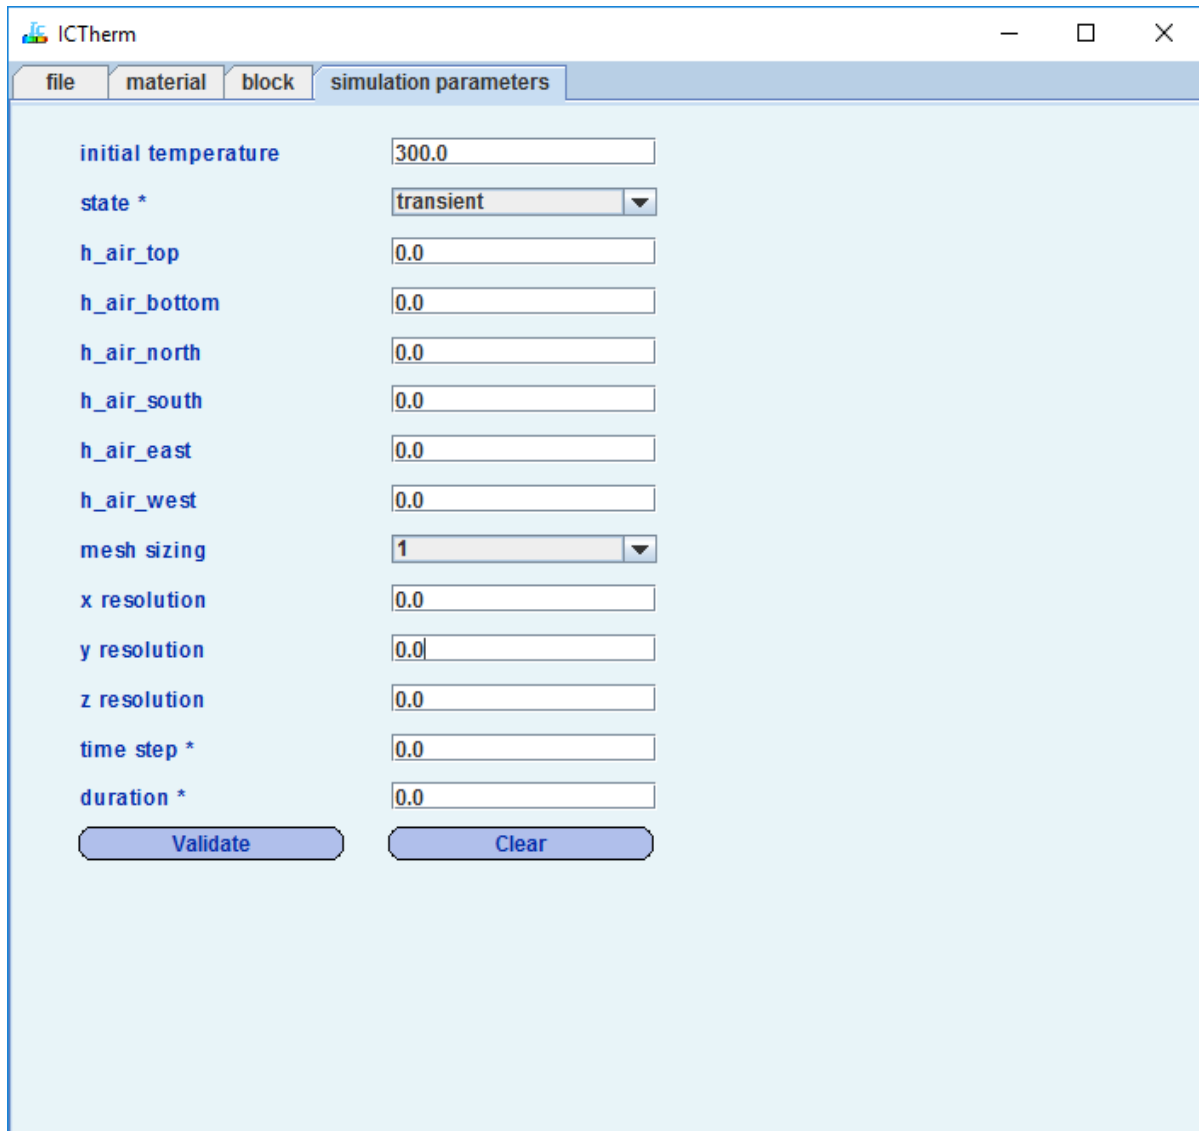 ICTherm
file material block simulation parameters
initial temperature 300.0
state * transient
h_air_top 0.0
h_air_bottom 0.0
h_air_north 0.0
h_air_south 0.0
h_air_east 0.0
h_air_west 0.0
mesh sizing 1
x resolution 0.0
y resolution 0.0
z resolution 0.0
time step * 0.0
duration * 0.0
Validate Clear